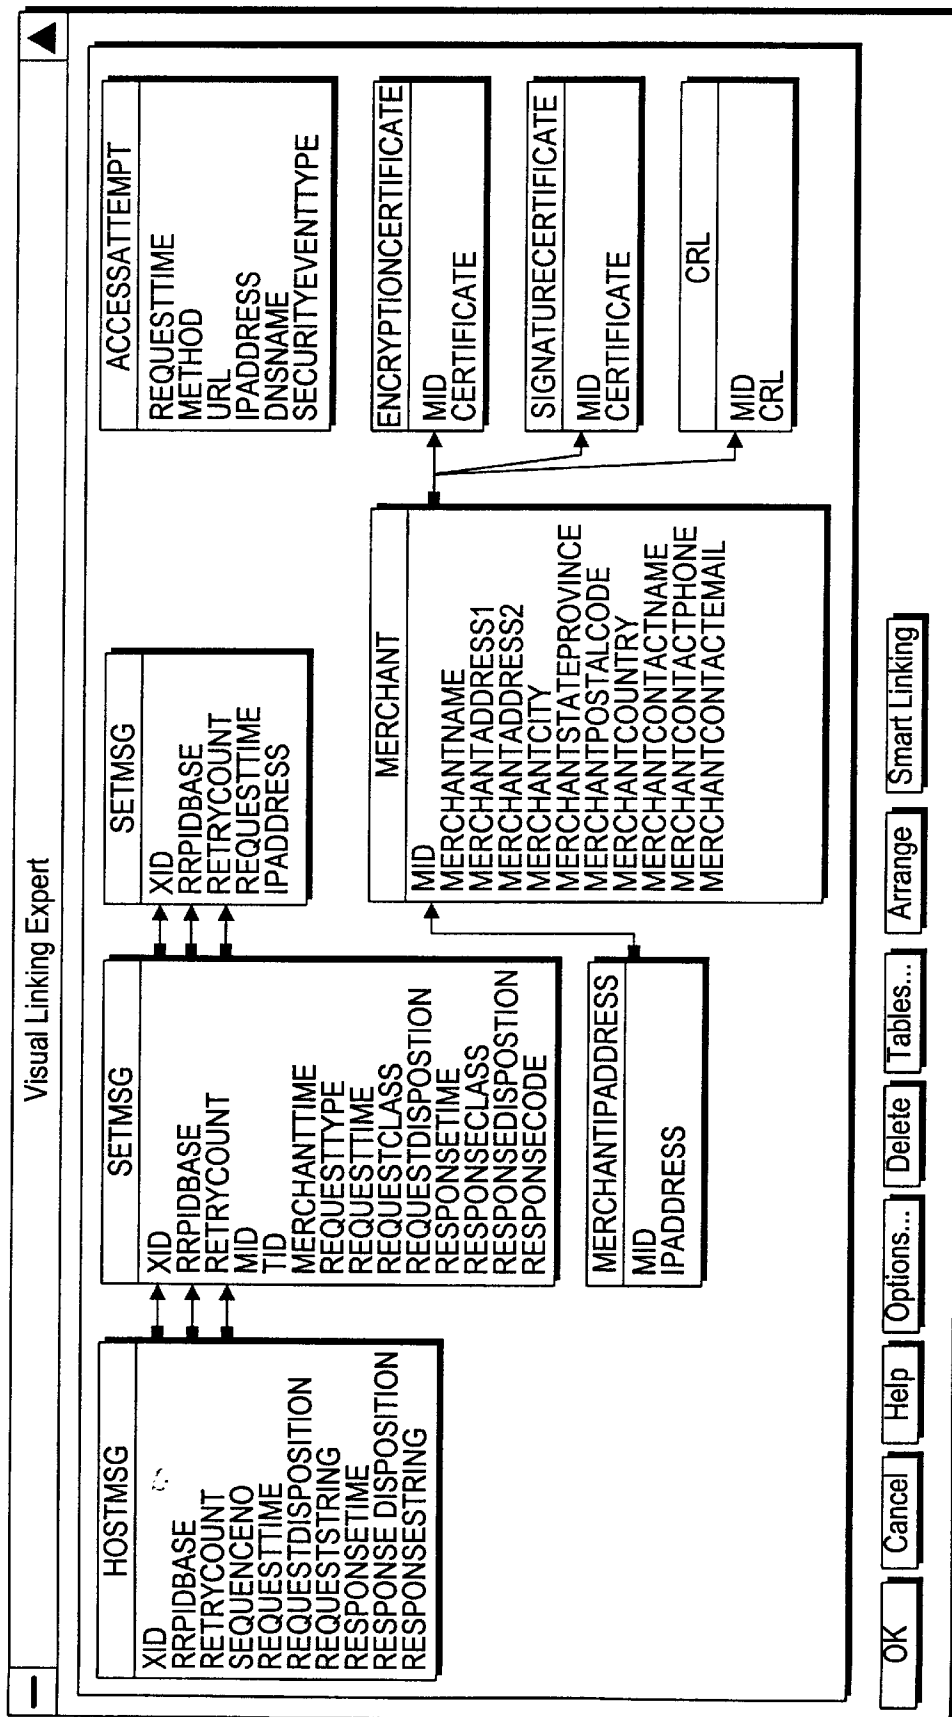 Visual Linking Expert
HOSTMSG
XID
RRPIDBASE
RETRYCOUNT
SEQUENCENO
REQUESTTIME
REQUESTDISPOSITION
REQUESTSTRING
RESPONSETIME
RESPONSE DISPOSITION
RESPONSESTRING
SETMSG
XID
RRPIDBASE
RETRYCOUNT
MID
TID
MERCHANTTIME
REQUESTTYPE
REQUESTTIME
REQUESTCLASS
REQUESTDISPOSTION
RESPONSETIME
RESPONSECLASS
RESPONSEDISPOSTION
RESPONSECODE
SETMSG
XID
RRPIDBASE
RETRYCOUNT
REQUESTTIME
IPADDRESS
ACCESSATTEMPT
REQUESTTIME
METHOD
URL
IPADDRESS
DNSNAME
SECURITYEVENTTYPE
MERCHANTIPADDRESS
MID
IPADDRESS
MERCHANT
MID
MERCHANTNAME
MERCHANTADDRESS1
MERCHANTADDRESS2
MERCHANTCITY
MERCHANTSTATEPROVINCE
MERCHANTPOSTALCODE
MERCHANTCOUNTRY
MERCHANTCONTACTNAME
MERCHANTCONTACTPHONE
MERCHANTCONTACTEMAIL
ENCRYPTIONCERTIFICATE
MID
CERTIFICATE
SIGNATURECERTIFICATE
MID
CERTIFICATE
CRL
MID
CRL
OK
Cancel
Help
Options...
Delete
Tables...
Arrange
Smart Linking